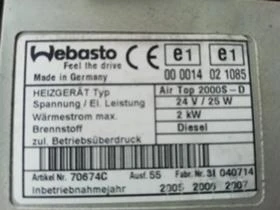 Webasto
Feel the drive
Made in Germany
CE e1 e1
00 0014 02 1085
HEIZGERÄT Typ Air Top 2000S-D
Spannung / El. Leistung 24 V / 25 W
Wärmestrom max. 2 kW
Brennstoff Diesel
zul. Betriebsüberdruck
Artikel Nr. 70674C Ausf. 55 Fabr. Nr. 31 040714
Inbetriebnahmejahr 2005 2006 2007